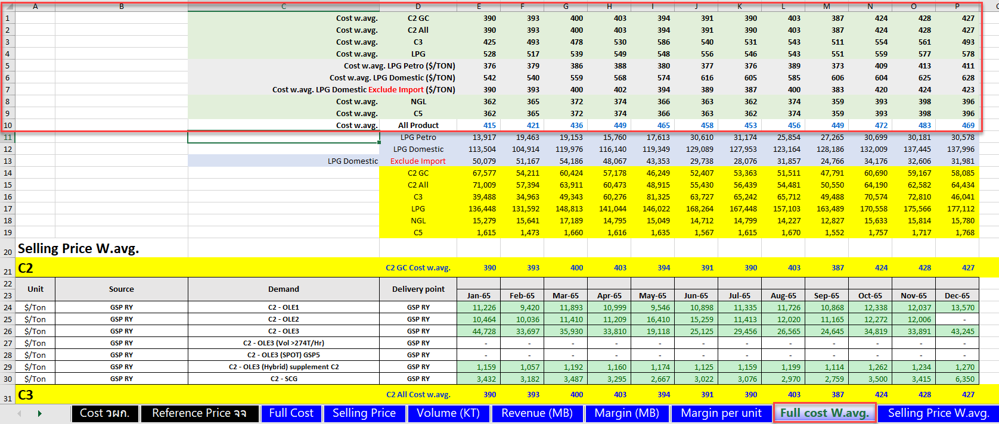 A B C D E F G H I J K L M N O P
1 Cost w.avg. C2 GC 390 393 400 403 394 391 390 403 387 424 428 427
2 Cost w.avg. C2 All 390 393 400 403 394 391 390 403 387 424 428 427
3 Cost w.avg. C3 425 493 478 530 586 540 531 543 511 554 561 493
4 Cost w.avg. LPG 528 517 539 549 548 556 546 543 551 559 577 578
5 Cost w.avg. LPG Petro ($/TON) 376 379 386 388 380 377 376 389 373 409 413 411
6 Cost w.avg. LPG Domestic ($/TON) 542 540 559 568 574 616 605 585 606 604 625 628
7 Cost w.avg. LPG Domestic Exclude Import ($/TON) 390 393 400 402 394 389 387 400 383 420 424 423
8 Cost w.avg. NGL 362 365 372 374 366 363 362 374 359 393 398 396
9 Cost w.avg. C5 362 365 372 374 366 363 362 374 359 393 398 396
10 Cost w.avg. All Product 415 421 436 449 465 458 453 456 449 472 483 469
11 LPG Petro 13,917 19,463 19,153 15,760 17,613 30,610 31,174 25,854 27,265 30,699 30,181 30,578
12 LPG Domestic 113,504 104,914 119,976 116,140 119,349 129,089 127,953 123,164 128,186 132,009 137,445 137,996
13 LPG Domestic Exclude Import 50,079 51,167 54,186 48,067 43,353 29,738 28,076 31,857 24,766 34,176 32,606 31,981
14 C2 GC 67,577 54,211 60,424 57,178 46,249 52,407 53,363 51,511 47,791 60,690 59,167 58,085
15 C2 All 71,009 57,394 63,911 60,473 48,915 55,430 56,439 54,481 50,550 64,190 62,582 64,434
16 C3 39,488 34,963 49,343 60,276 81,325 63,727 65,242 65,712 49,488 70,574 72,810 46,041
17 LPG 136,448 131,592 148,813 141,044 146,022 168,264 167,448 157,103 163,489 170,558 175,566 177,112
18 NGL 15,279 15,641 17,189 14,795 15,049 14,712 14,799 14,227 12,827 15,633 15,814 15,780
19 C5 1,615 1,473 1,660 1,616 1,635 1,567 1,615 1,670 1,552 1,757 1,717 1,768
20 Selling Price W.avg.
21 C2 C2 GC Cost w.avg. 390 393 400 403 394 391 390 403 387 424 428 427
22 Unit Source Demand Delivery point
23 Jan-65 Feb-65 Mar-65 Apr-65 May-65 Jun-65 Jul-65 Aug-65 Sep-65 Oct-65 Nov-65 Dec-65
24 $/Ton GSP RY C2 - OLE1 GSP RY 11,226 9,420 11,893 10,999 9,546 10,898 11,335 11,726 10,868 12,338 12,037 13,570
25 $/Ton GSP RY C2 - OLE2 GSP RY 10,464 10,036 11,410 11,209 16,410 15,259 11,413 12,020 11,165 12,272 12,006 -
26 $/Ton GSP RY C2 - OLE3 GSP RY 44,728 33,697 35,930 33,810 19,118 25,125 29,456 26,565 24,645 34,819 33,891 43,245
27 $/Ton GSP RY C2 - OLE3 (Vol >274T/Hr) GSP RY - - - - - - - - - - - -
28 $/Ton GSP RY C2 - OLE3 (SPOT) GSP5 GSP RY - - - - - - - - - - - -
29 $/Ton GSP RY C2 - OLE3 (Hybrid) supplement C2 GSP RY 1,159 1,057 1,192 1,160 1,174 1,125 1,159 1,199 1,114 1,262 1,234 1,270
30 $/Ton GSP RY C2 - SCG GSP RY 3,432 3,182 3,487 3,295 2,667 3,022 3,076 2,970 2,759 3,500 3,415 6,350
31 C3 C2 All Cost w.avg. 390 393 400 403 394 391 390 403 387 424 428 427
Cost วผก. Reference Price จจ Full Cost Selling Price Volume (KT) Revenue (MB) Margin (MB) Margin per unit Full cost W.avg. Selling Price W.avg.